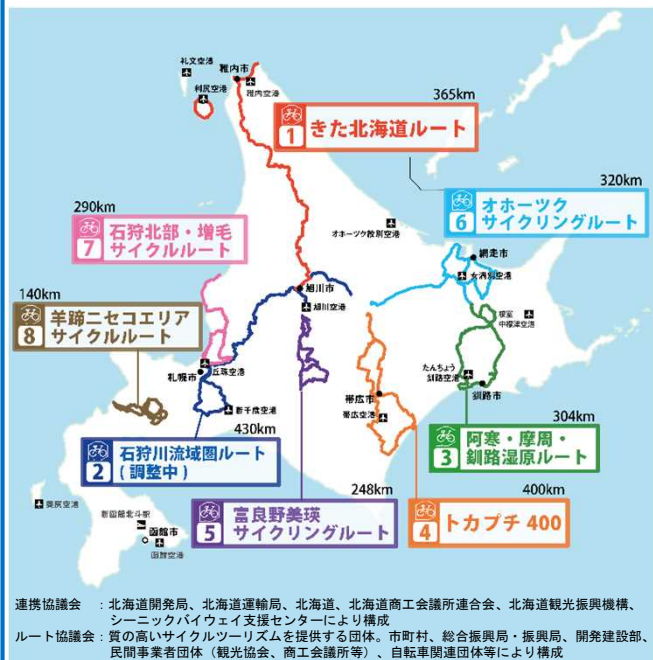 礼文空港
稚内市
利尻空港
稚内空港
365km
1 きた北海道ルート
320km
オホーツク
6 サイクリングルート
290km
石狩北部・増毛
7 サイクルルート
オホーツク紋別空港
網走市
女満別空港
旭川市
旭川空港
140km
羊蹄ニセコエリア
8 サイクルルート
根室
中標津空港
たんちょう
釧路空港
釧路市
札幌市
丘珠空港
新千歳空港
帯広市
帯広空港
430km
石狩川流域圏ルート
2 (調整中)
304km
阿寒・摩周・
3 釧路湿原ルート
248km
富良野美瑛
5 サイクリングルート
400km
4 トカプチ 400
奥尻空港
新函館北斗駅
函館市
函館空港
連携協議会 :北海道開発局、北海道運輸局、北海道、北海道商工会議所連合会、北海道観光振興機構、
シーニックバイウェイ支援センターにより構成
ルート協議会:質の高いサイクルツーリズムを提供する団体。市町村、総合振興局・振興局、開発建設部、
民間事業者団体(観光協会、商工会議所等)、自転車関連団体等により構成